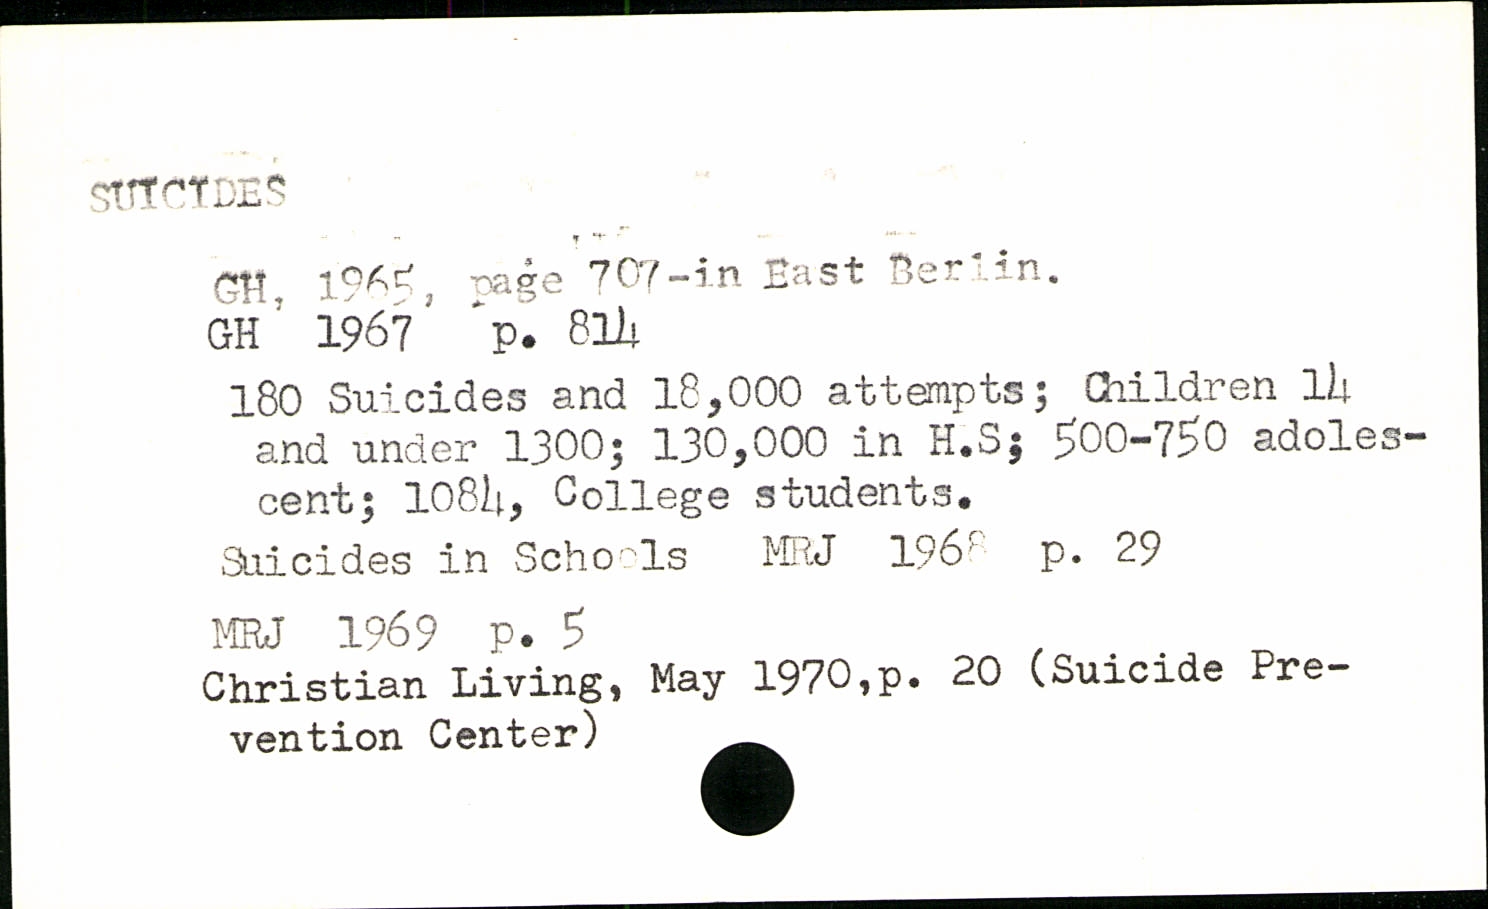 SUICIDES
GH, 1965, page 707-in East Berlin.
GH 1967 p. 814
180 Suicides and 18,000 attempts; Children 14
and under 1300; 130,000 in H.S; 500-750 adoles-
cent; 1084, College students.
Suicides in Schools MRJ 1968 p. 29
MRJ 1969 p. 5
Christian Living, May 1970,p. 20 (Suicide Pre-
vention Center)